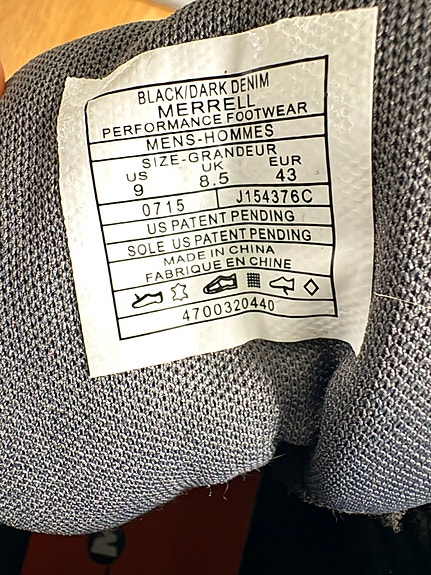 BLACK/DARK DENIM
MERRELL
PERFORMANCE FOOTWEAR
MENS-HOMMES
SIZE-GRANDEUR
US UK EUR
9 8.5 43
0715 J154376C
US PATENT PENDING
SOLE US PATENT PENDING
MADE IN CHINA
FABRIQUE EN CHINE
4700320440